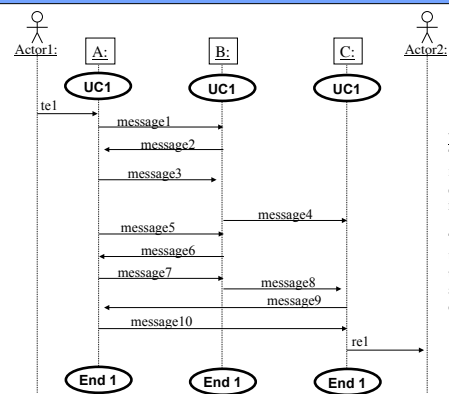 Actor1:
A:
B:
C:
Actor2:
UC1
UC1
UC1
te1
message1
message2
message3
message4
message5
message6
message7
message8
message9
message10
re1
End 1
End 1
End 1